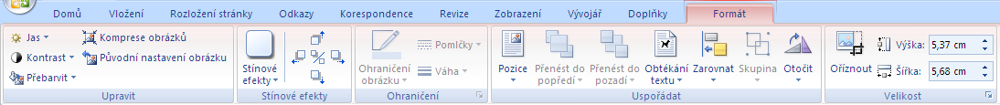 Domů Vložení Rozložení stránky Odkazy Korespondence Revize Zobrazení Vývojář Doplňky Formát
Jas
Kontrast
Přebarvit
Komprese obrázků
Původní nastavení obrázku
Upravit
Stínové
efekty
Stínové efekty
Ohraničení
obrázku
Pomlčky
Váha
Ohraničení
Pozice
Přenést do
popředí
Přenést do
pozadí
Obtékání
textu
Zarovnat
Skupina
Otočit
Uspořádat
Oříznout
Výška: 5,37 cm
Šířka: 5,68 cm
Velikost